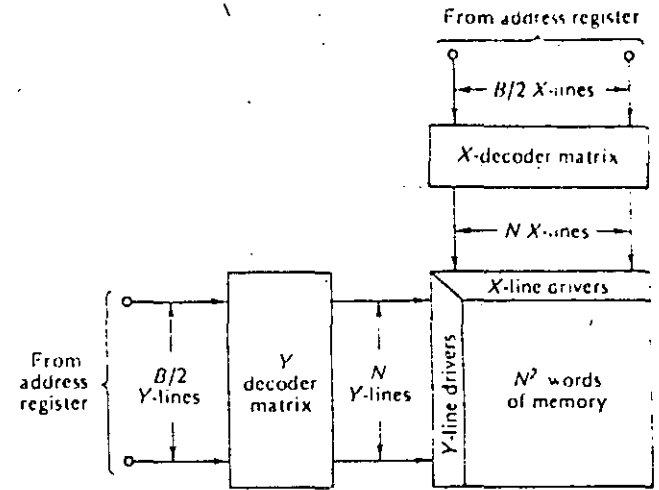 From address register
B/2 X-lines
X-decoder matrix
N X-lines
X-line drivers
From
address
register
B/2
Y-lines
Y
decoder
matrix
N
Y-lines
Y-line drivers
N² words
of memory